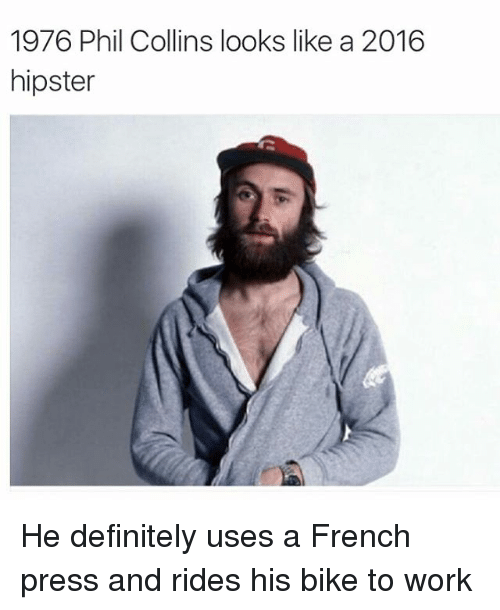 1976 Phil Collins looks like a 2016
hipster
He definitely uses a French
press and rides his bike to work